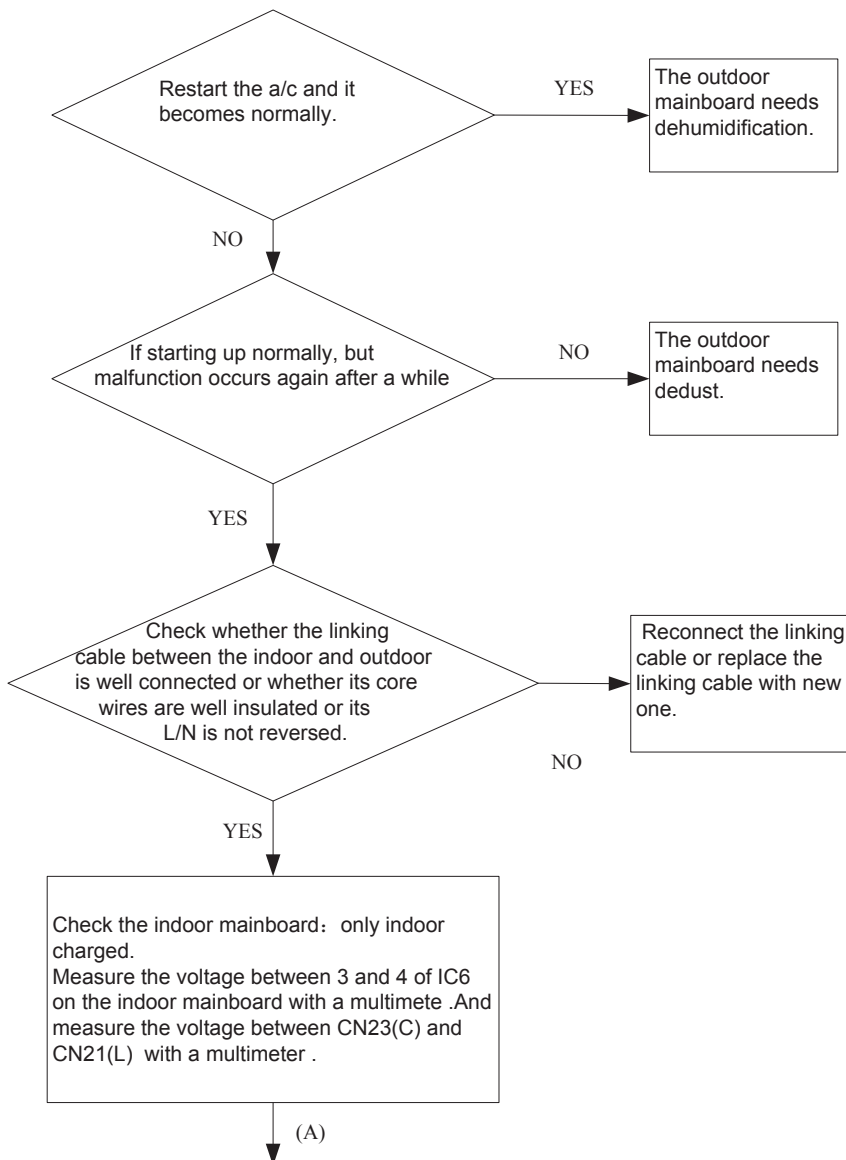 Restart the a/c and it
becomes normally.
YES
The outdoor
mainboard needs
dehumidification.
NO
If starting up normally, but
malfunction occurs again after a while
NO
The outdoor
mainboard needs
dedust.
YES
Check whether the linking
cable between the indoor and outdoor
is well connected or whether its core
wires are well insulated or its
L/N is not reversed.
NO
Reconnect the linking
cable or replace the
linking cable with new
one.
YES
Check the indoor mainboard：only indoor
charged.
Measure the voltage between 3 and 4 of IC6
on the indoor mainboard with a multimete .And
measure the voltage between CN23(C) and
CN21(L) with a multimeter .
(A)